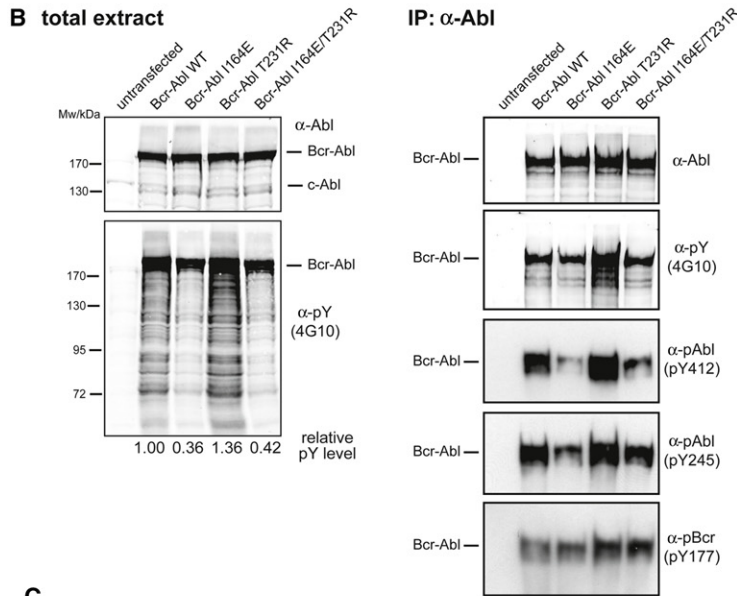 B total extract
untransfected
Bcr-Abl WT
Bcr-Abl I164E
Bcr-Abl T231R
Bcr-Abl I164E/T231R
Mw/kDa
α-Abl
Bcr-Abl
170
c-Abl
130
Bcr-Abl
170
130
α-pY
(4G10)
95
72
1.00 0.36 1.36 0.42
relative
pY level
IP: α-Abl
untransfected
Bcr-Abl WT
Bcr-Abl I164E
Bcr-Abl T231R
Bcr-Abl I164E/T231R
Bcr-Abl
α-Abl
Bcr-Abl
α-pY
(4G10)
Bcr-Abl
α-pAbl
(pY412)
Bcr-Abl
α-pAbl
(pY245)
Bcr-Abl
α-pBcr
(pY177)